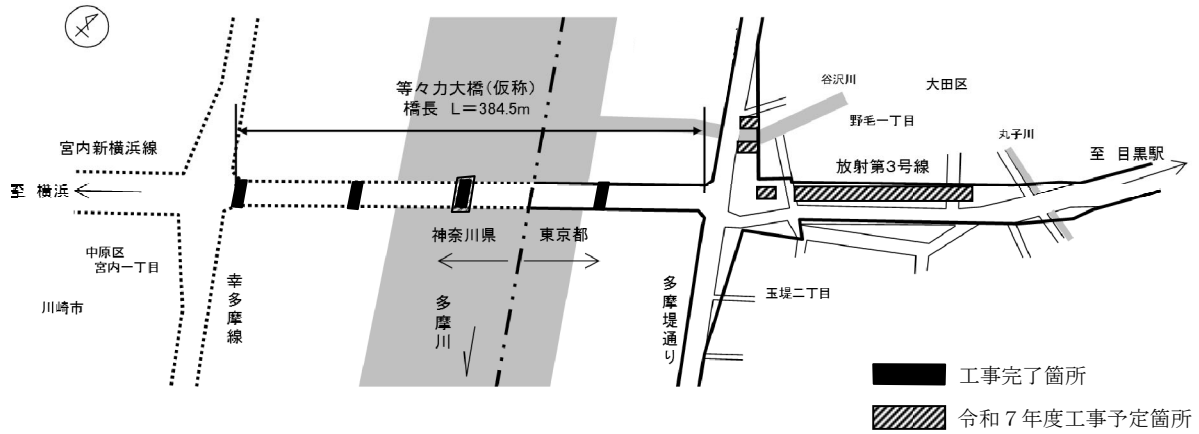 等々力大橋（仮称）
橋長　L＝384.5m
宮内新横浜線
至 横浜
中原区
宮内一丁目
川崎市
幸多摩線
神奈川県
東京都
多摩川
多摩堤通り
谷沢川
大田区
野毛一丁目
丸子川
放射第３号線
至 目黒駅
玉堤二丁目
工事完了箇所
令和７年度工事予定箇所